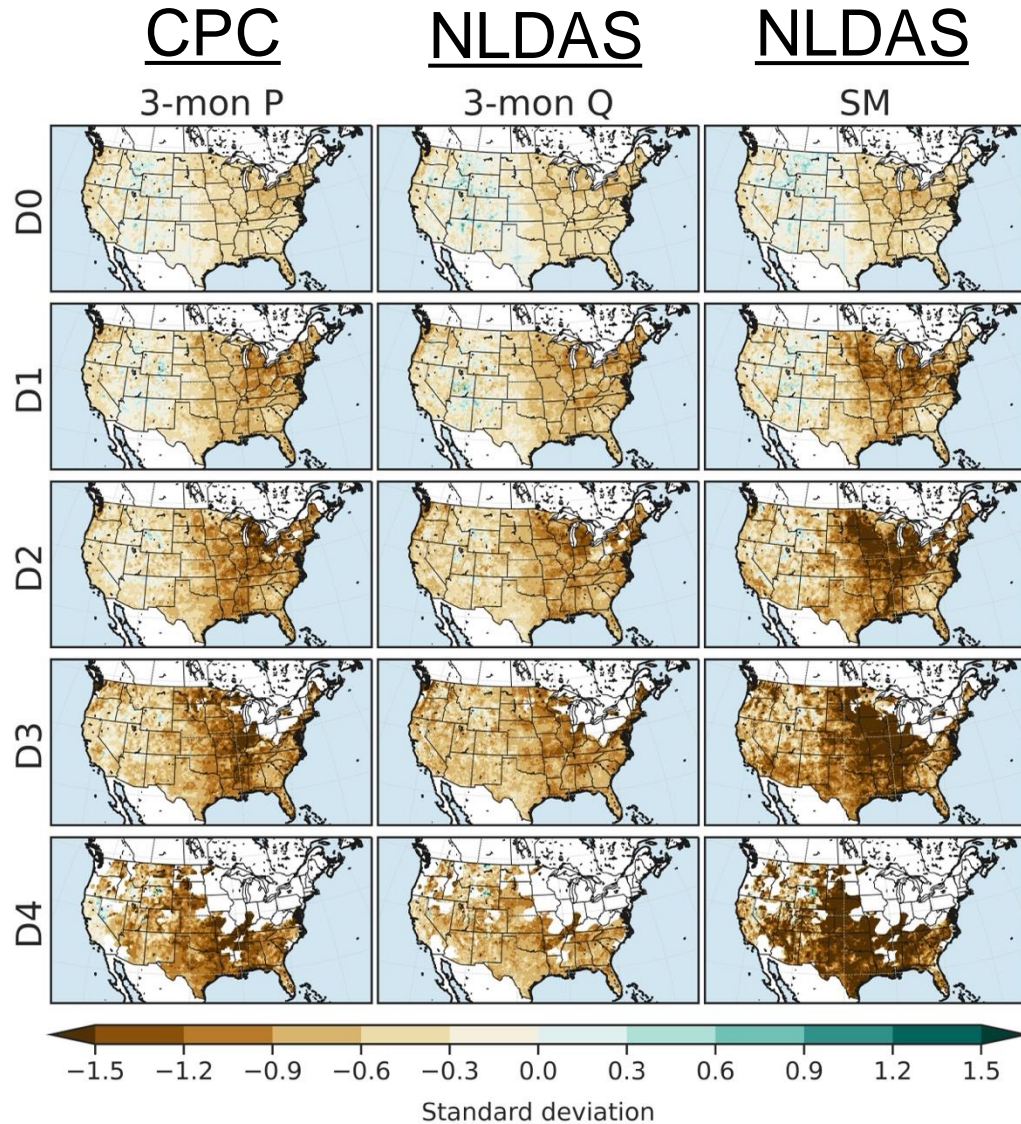 CPC NLDAS NLDAS
3-mon P 3-mon Q SM
D0
D1
D2
D3
D4
−1.5 −1.2 −0.9 −0.6 −0.3 0.0 0.3 0.6 0.9 1.2 1.5
Standard deviation